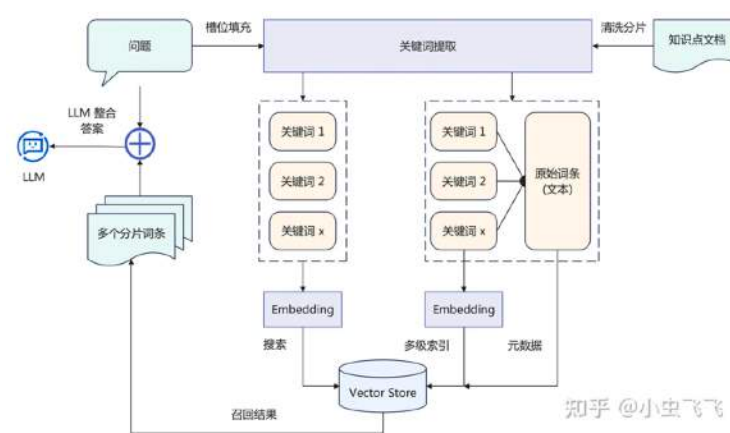 问题
槽位填充
关键词提取
清洗分片
知识点文档
LLM 整合
答案
LLM
多个分片词条
关键词 1
关键词 2
关键词 x
关键词 1
关键词 2
关键词 x
原始词条
(文本)
Embedding
Embedding
搜索
多级索引
元数据
Vector Store
召回结果
知乎 @小虫飞飞